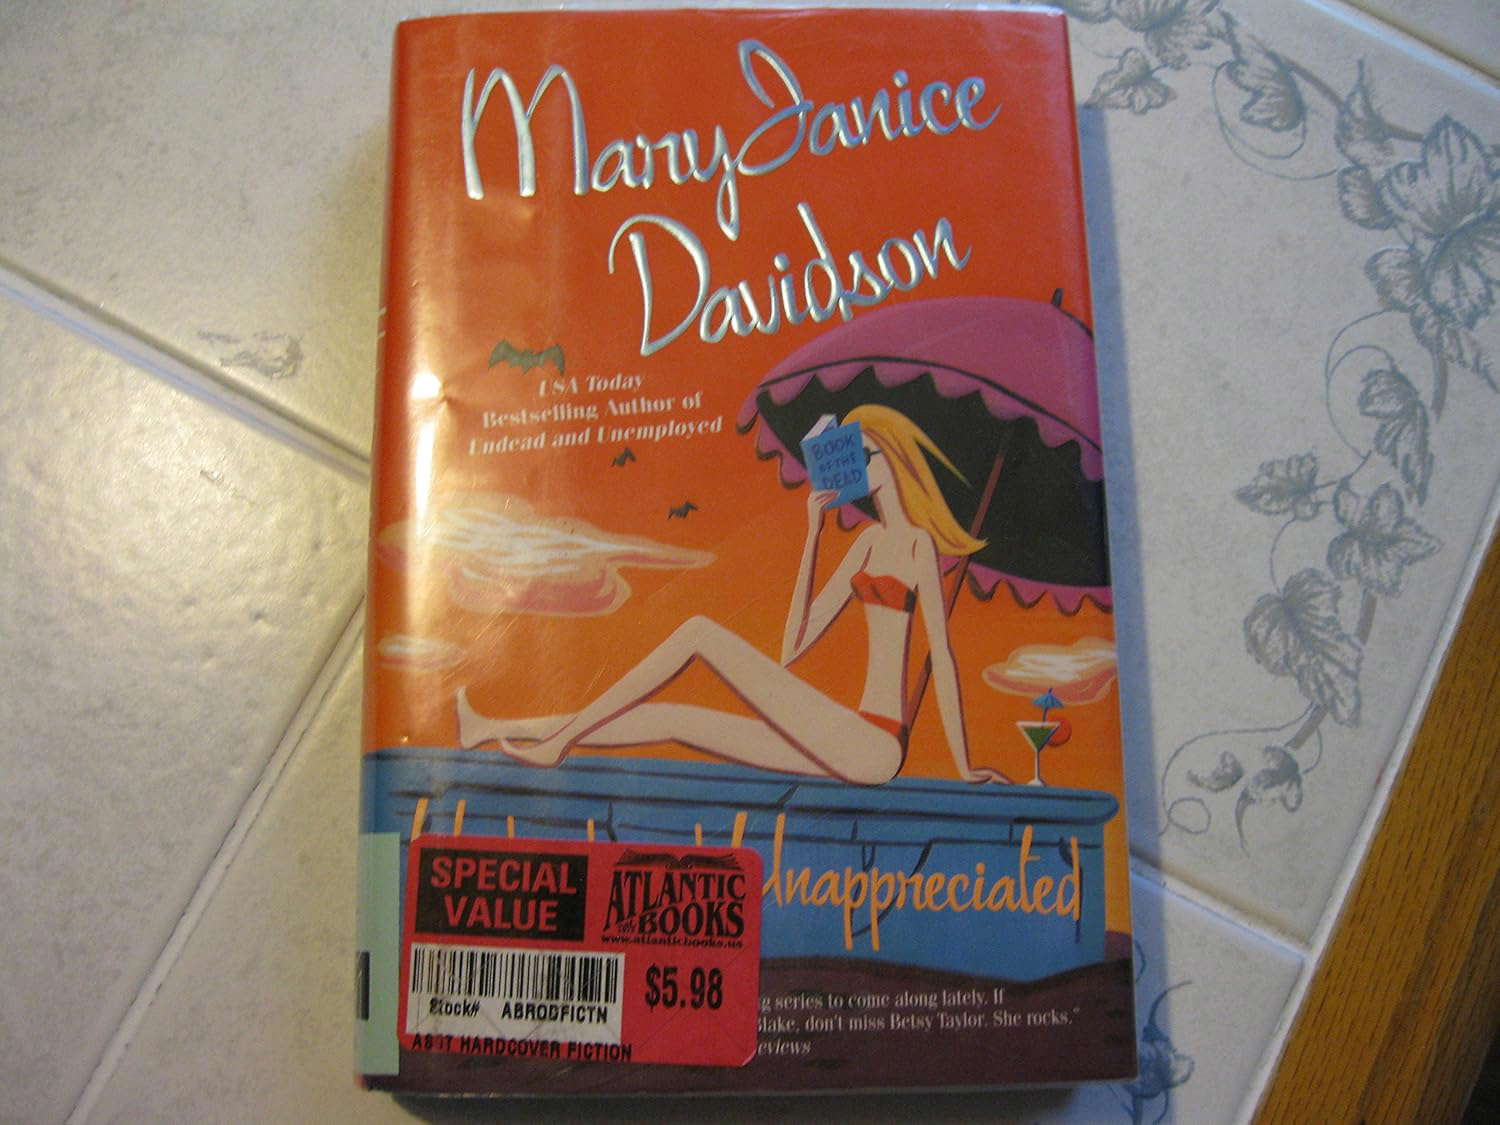 MaryJanice
Davidson
USA Today
Bestselling Author of
Undead and Unemployed
BOOK
OF THE
DEAD
Unappreciated
SPECIAL
VALUE
ATLANTIC
BOOKS
www.atlanticbooks.us
$5.98
Stock# ABRODFICTN
HARDCOVER FICTION
series to come along lately. If
Blake, don't miss Betsy Taylor. She rocks."